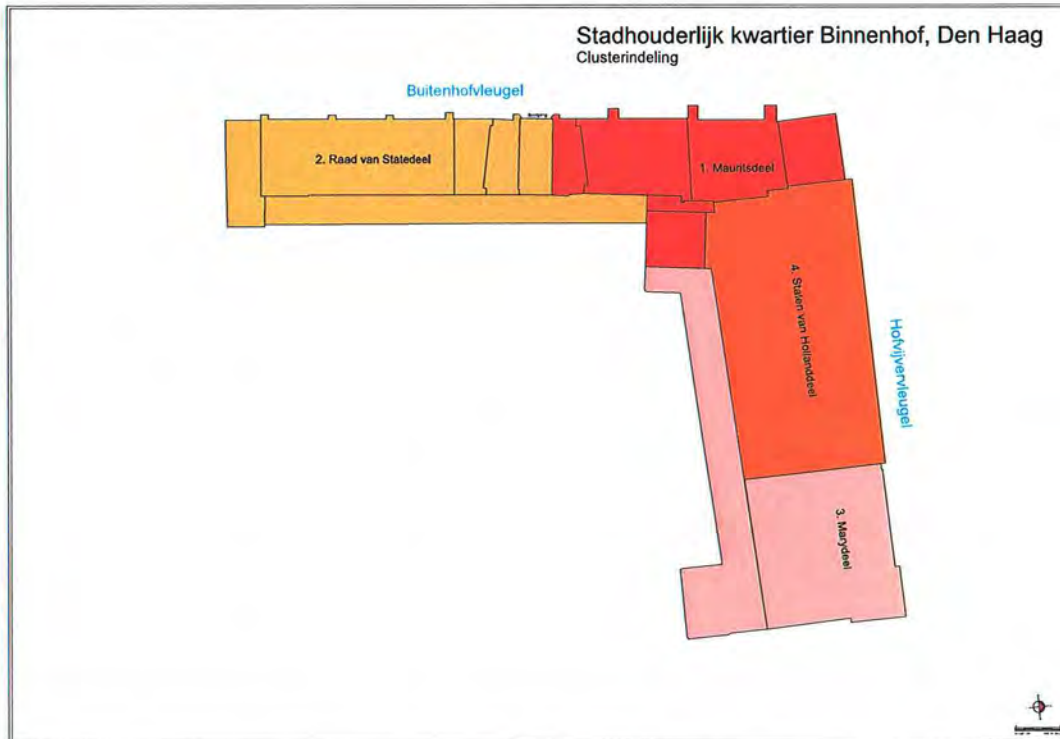 Stadhouderlijk kwartier Binnenhof, Den Haag
Clusterindeling
Buitenhofvleugel
2. Raad van Statedeel
1. Mauritsdeel
4. Staten van Hollanddeel
Hofvijvervleugel
3. Marydeel